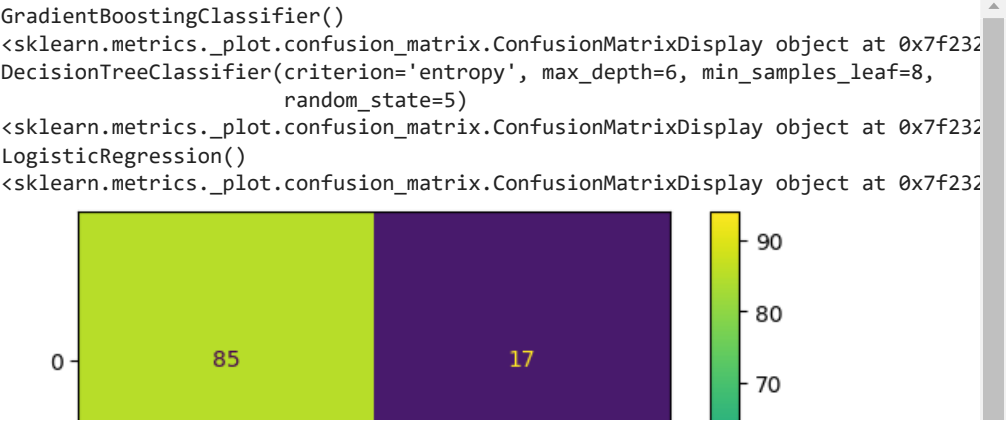 GradientBoostingClassifier()
<sklearn.metrics._plot.confusion_matrix.ConfusionMatrixDisplay object at 0x7f232
DecisionTreeClassifier(criterion='entropy', max_depth=6, min_samples_leaf=8,
random_state=5)
<sklearn.metrics._plot.confusion_matrix.ConfusionMatrixDisplay object at 0x7f232
LogisticRegression()
<sklearn.metrics._plot.confusion_matrix.ConfusionMatrixDisplay object at 0x7f232
90
80
0 85 17
70